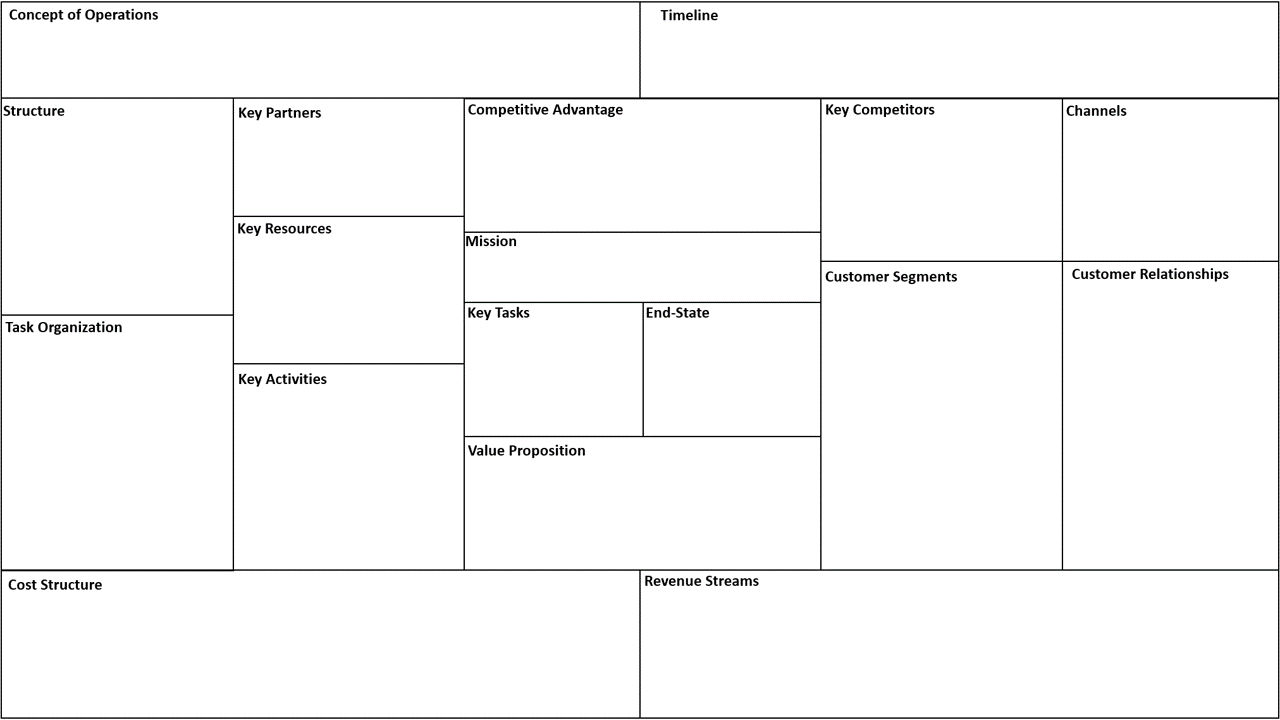 Concept of Operations
Timeline
Structure
Key Partners
Competitive Advantage
Key Competitors
Channels
Key Resources
Mission
Customer Segments
Customer Relationships
Key Tasks
End-State
Task Organization
Key Activities
Value Proposition
Cost Structure
Revenue Streams